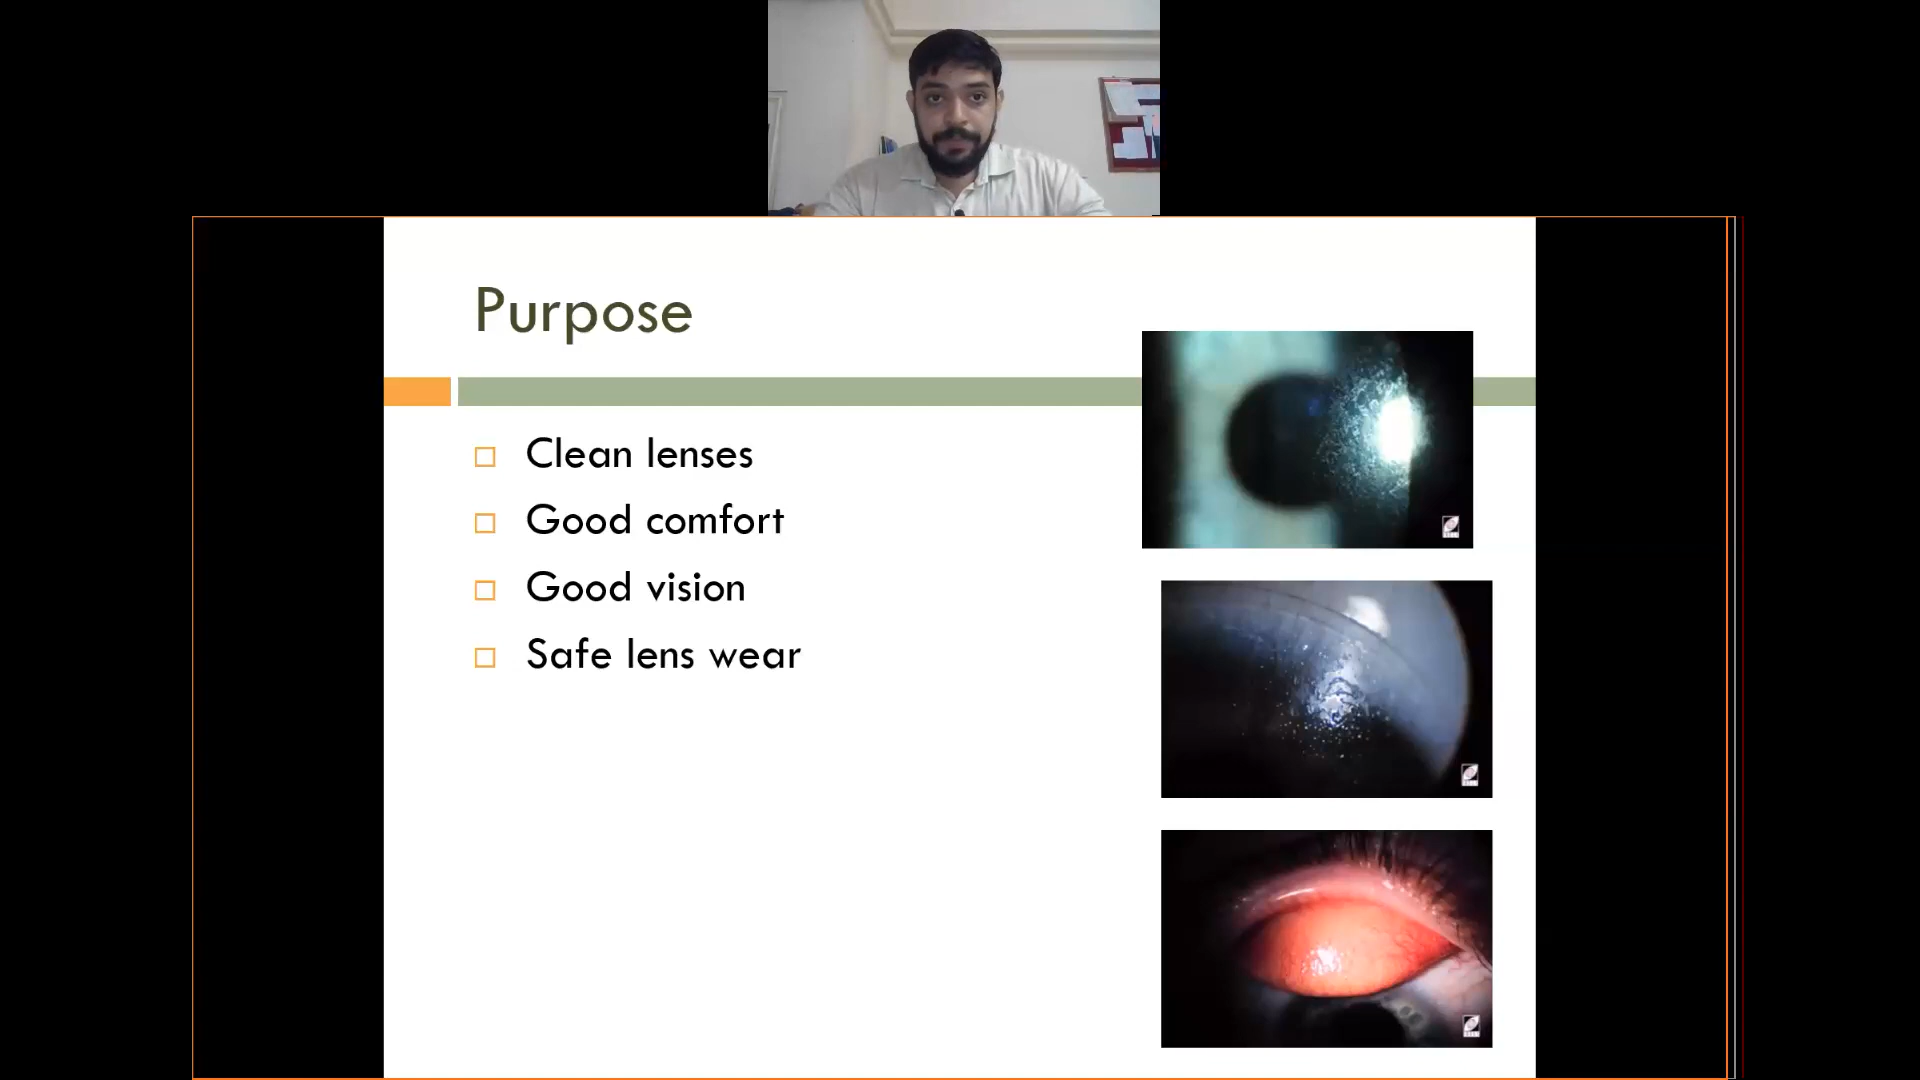 Purpose
Clean lenses
Good comfort
Good vision
Safe lens wear